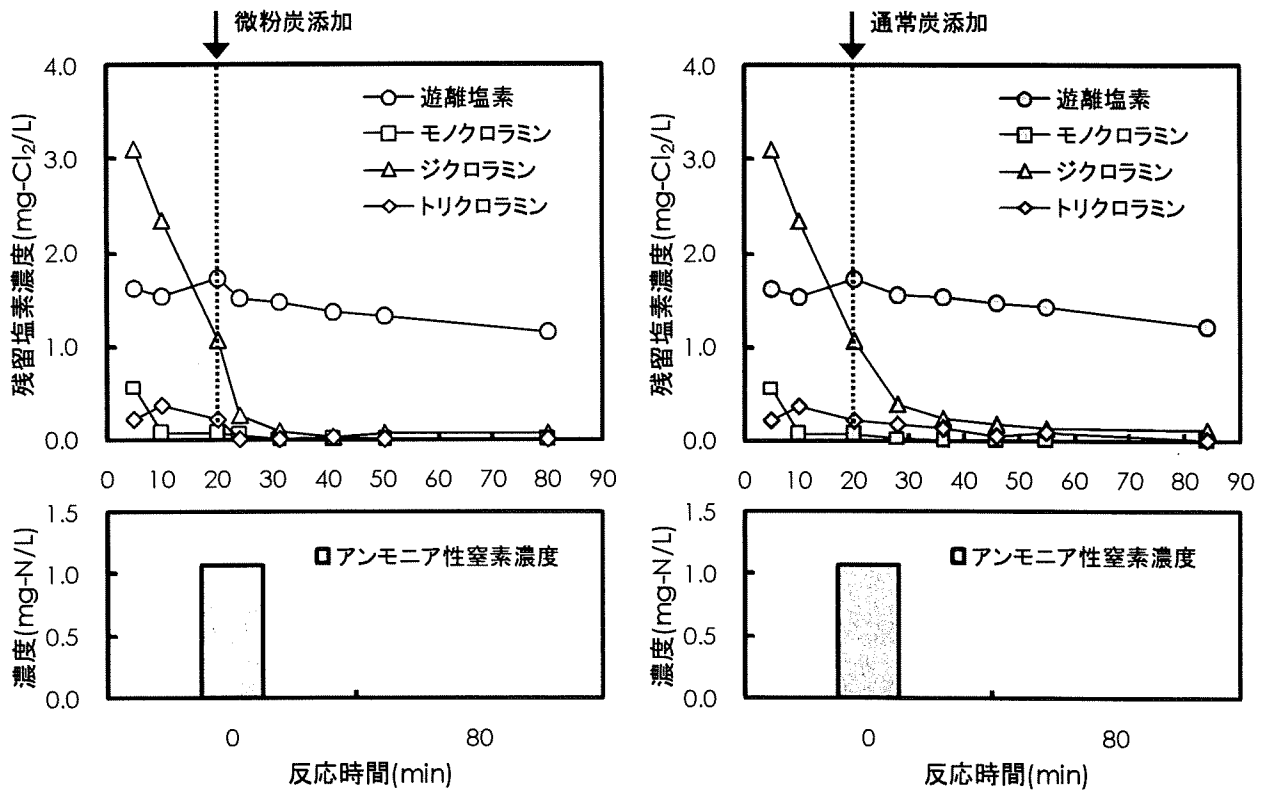 微粉炭添加
4.0
3.0
2.0
1.0
0.0
残留塩素濃度(mg-Cl₂/L)
遊離塩素
モノクロラミン
ジクロラミン
トリクロラミン
0 10 20 30 40 50 60 70 80 90
1.5
1.0
0.5
0.0
濃度(mg-N/L)
アンモニア性窒素濃度
0 80
反応時間(min)
通常炭添加
4.0
3.0
2.0
1.0
0.0
残留塩素濃度(mg-Cl₂/L)
遊離塩素
モノクロラミン
ジクロラミン
トリクロラミン
0 10 20 30 40 50 60 70 80 90
1.5
1.0
0.5
0.0
濃度(mg-N/L)
アンモニア性窒素濃度
0 80
反応時間(min)